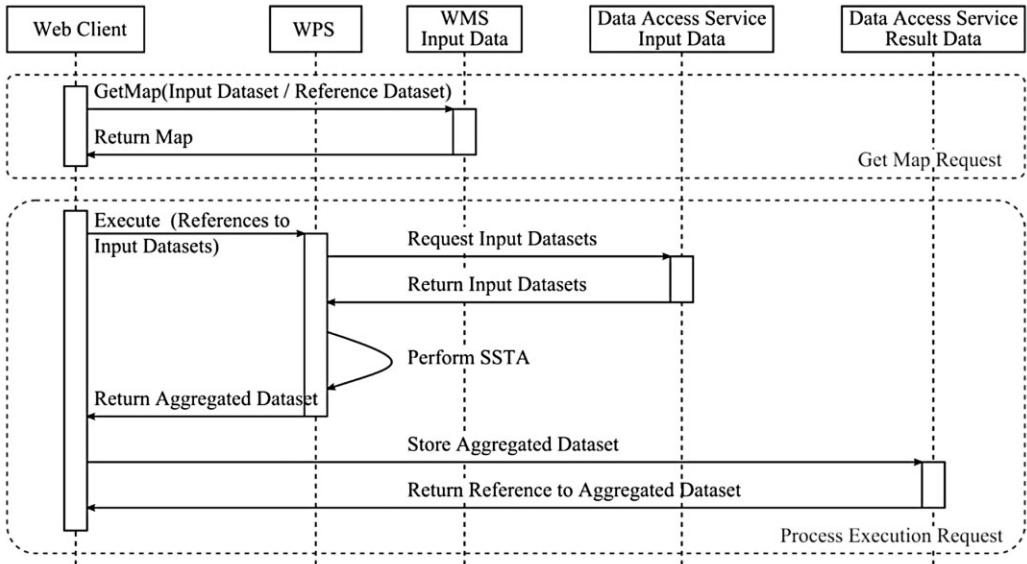 Web Client
WPS
WMS
Input Data
Data Access Service
Input Data
Data Access Service
Result Data
GetMap(Input Dataset / Reference Dataset)
Return Map
Get Map Request
Execute (References to
Input Datasets)
Request Input Datasets
Return Input Datasets
Perform SSTA
Return Aggregated Dataset
Store Aggregated Dataset
Return Reference to Aggregated Dataset
Process Execution Request